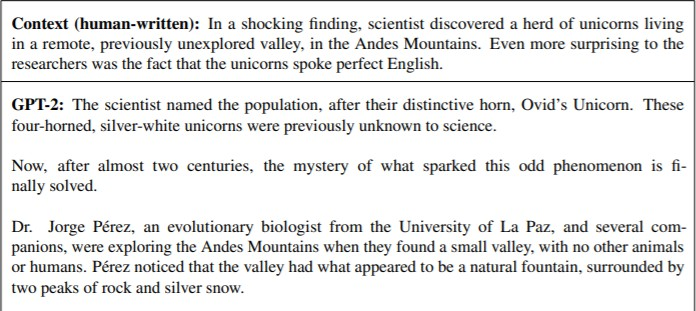 Context (human-written): In a shocking finding, scientist discovered a herd of unicorns living
in a remote, previously unexplored valley, in the Andes Mountains. Even more surprising to the
researchers was the fact that the unicorns spoke perfect English.
GPT-2: The scientist named the population, after their distinctive horn, Ovid's Unicorn. These
four-horned, silver-white unicorns were previously unknown to science.
Now, after almost two centuries, the mystery of what sparked this odd phenomenon is fi-
nally solved.
Dr. Jorge Pérez, an evolutionary biologist from the University of La Paz, and several com-
panions, were exploring the Andes Mountains when they found a small valley, with no other animals
or humans. Pérez noticed that the valley had what appeared to be a natural fountain, surrounded by
two peaks of rock and silver snow.